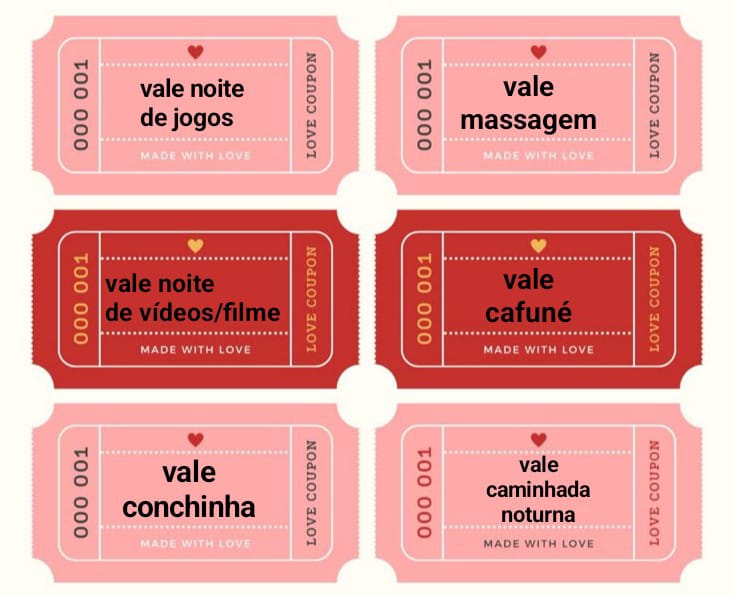 000 001
vale noite
de jogos
MADE WITH LOVE
LOVE COUPON
000 001
vale
massagem
MADE WITH LOVE
LOVE COUPON
000 001
vale noite
de vídeos/filme
MADE WITH LOVE
LOVE COUPON
000 001
vale
cafuné
MADE WITH LOVE
LOVE COUPON
000 001
vale
conchinha
MADE WITH LOVE
LOVE COUPON
000 001
vale
caminhada
noturna
MADE WITH LOVE
LOVE COUPON